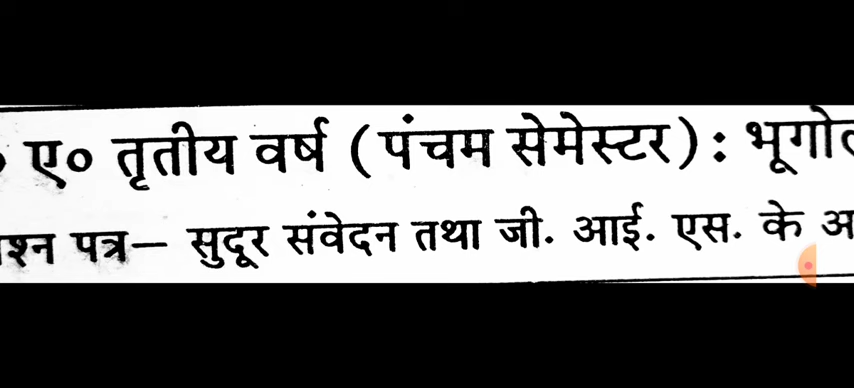 ए० तृतीय वर्ष (पंचम सेमेस्टर) :
पत्र— सुदूर संवेदन तथा जी. आई. एस. के